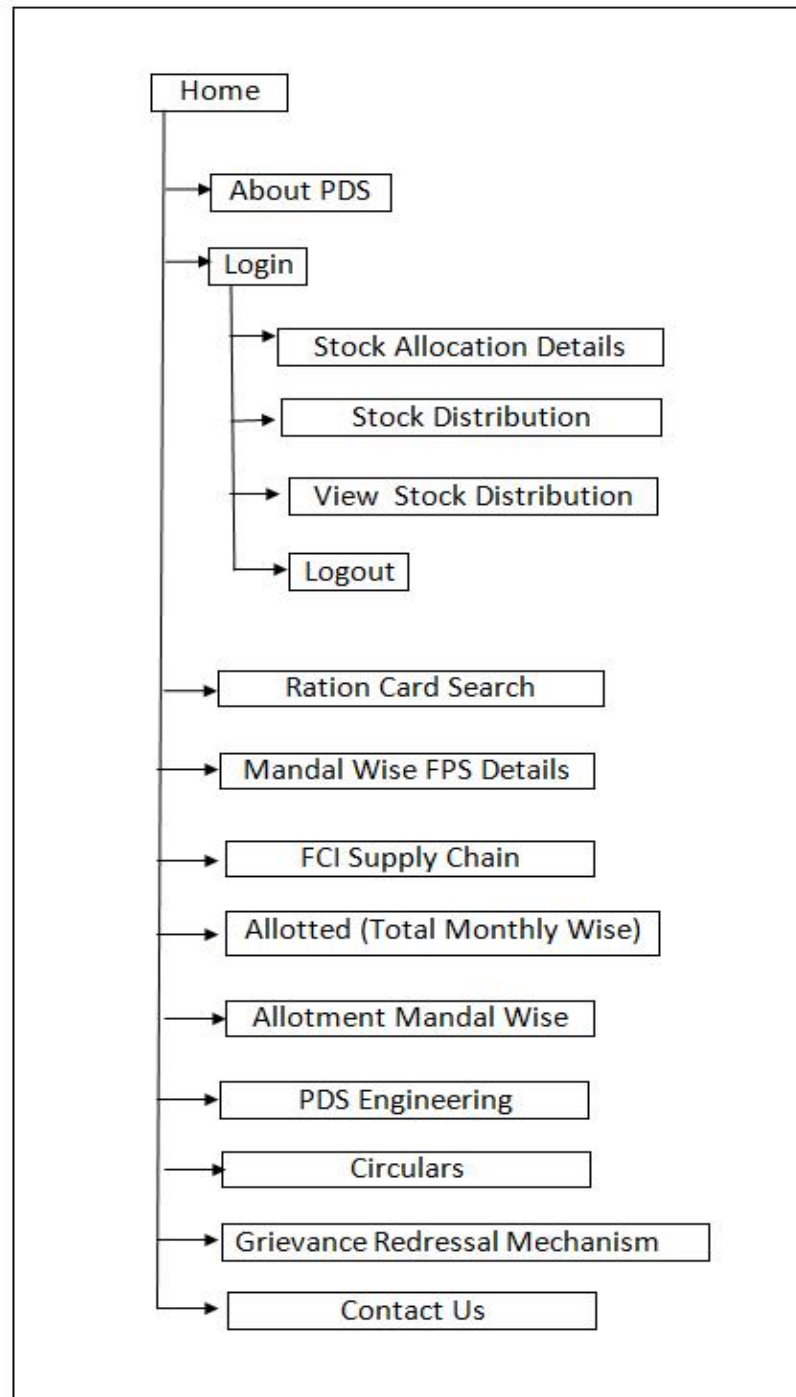 Home
About PDS
Login
Stock Allocation Details
Stock Distribution
View Stock Distribution
Logout
Ration Card Search
Mandal Wise FPS Details
FCI Supply Chain
Allotted (Total Monthly Wise)
Allotment Mandal Wise
PDS Engineering
Circulars
Grievance Redressal Mechanism
Contact Us